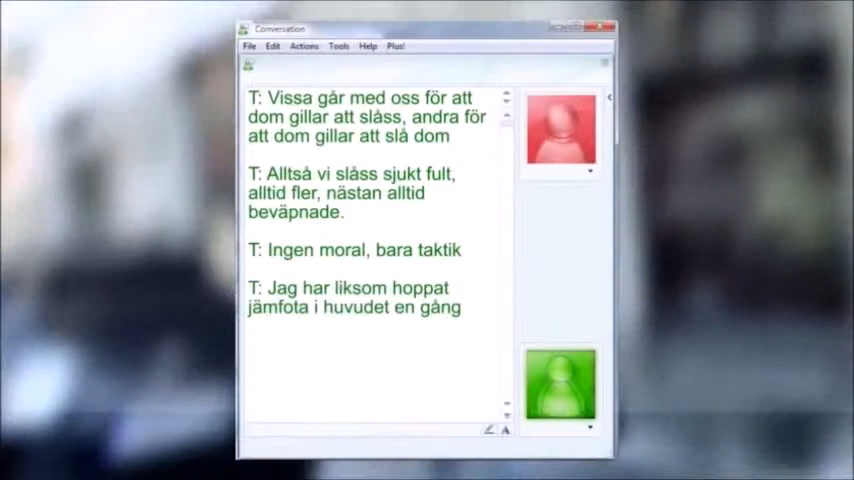 Conversation
File Edit Actions Tools Help Plus!
T: Vissa går med oss för att
dom gillar att slåss, andra för
att dom gillar att slå dom
T: Alltså vi slåss sjukt fult,
alltid fler, nästan alltid
beväpnade.
T: Ingen moral, bara taktik
T: Jag har liksom hoppat
jämfota i huvudet en gång
A